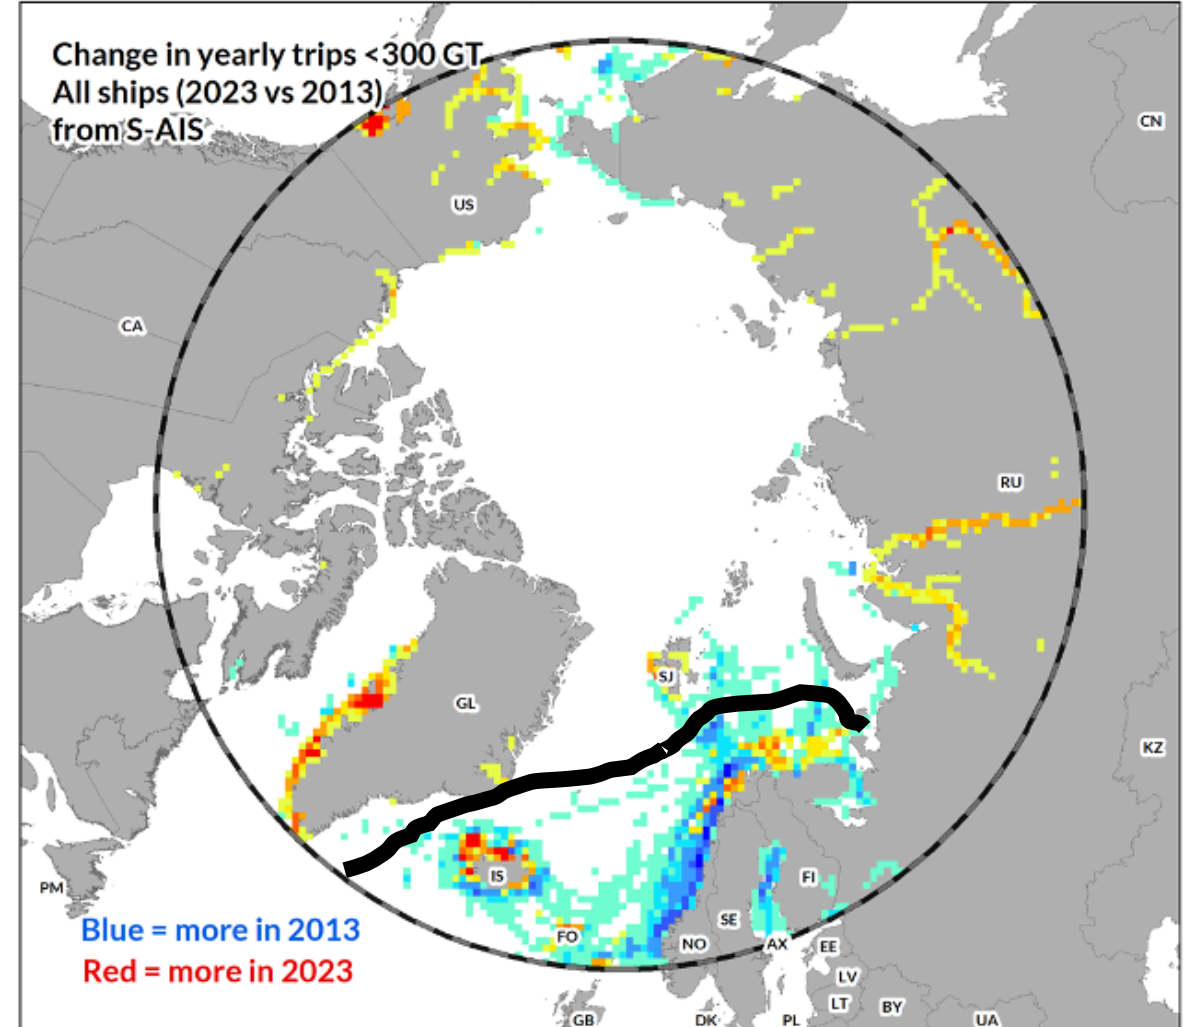 Change in yearly trips <300 GT
All ships (2023 vs 2013)
from S-AIS
CN
US
CA
RU
SJ
GL
KZ
IS
FI
PM
SE
FO
NO
AX
EE
LV
LT
BY
GB
DK
PL
UA
Blue = more in 2013
Red = more in 2023